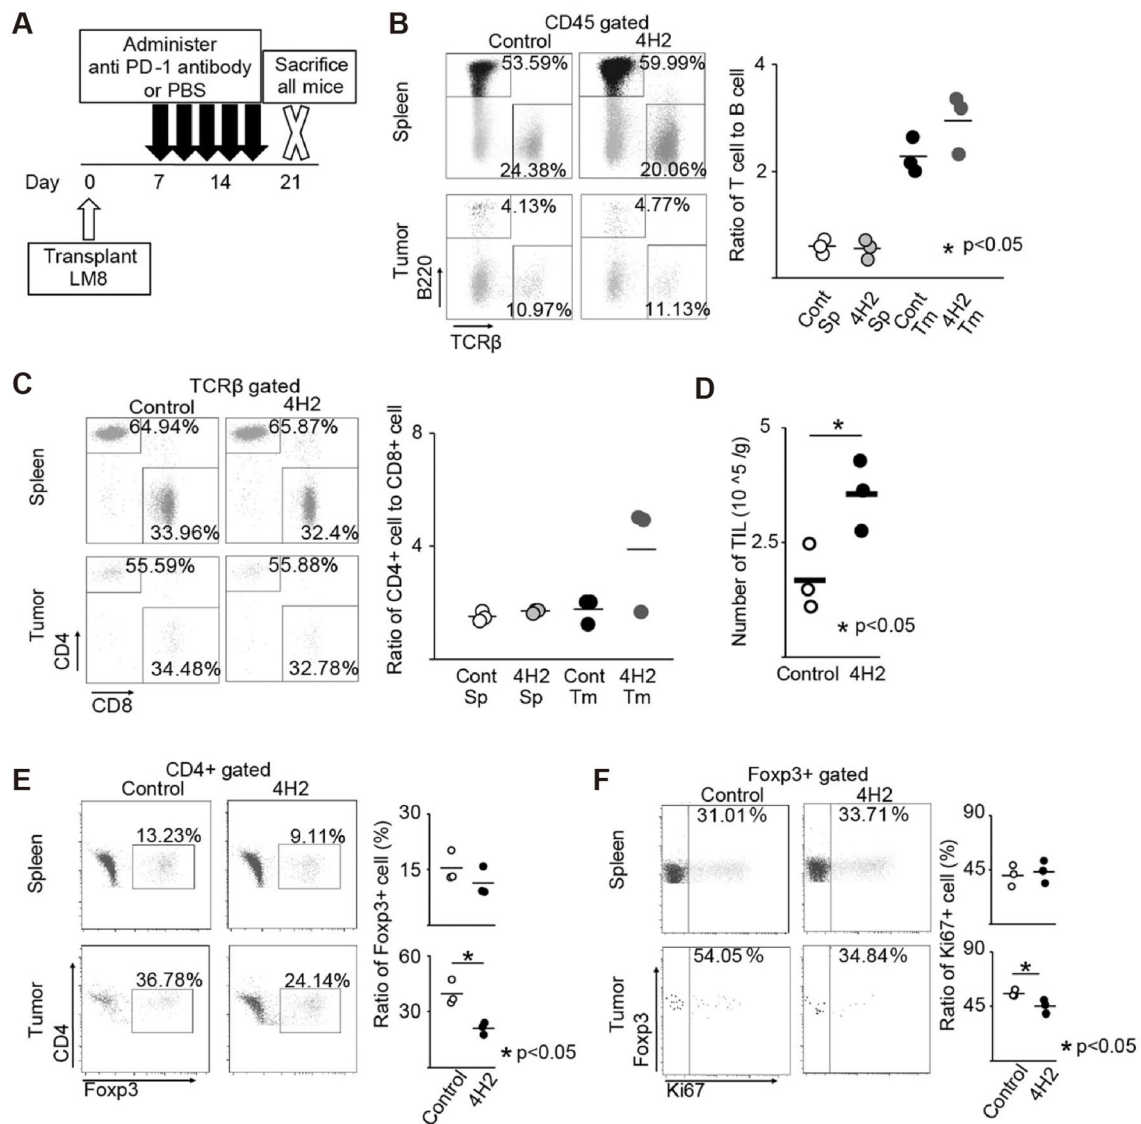 A
Administer
anti PD-1 antibody
or PBS
Sacrifice
all mice
Day 0 7 14 21
Transplant
LM8
B
CD45 gated
Control 4H2
Spleen
53.59% 59.99%
24.38% 20.06%
Tumor
4.13% 4.77%
10.97% 11.13%
B220
TCRβ
Ratio of T cell to B cell
4
2
* p<0.05
Cont Sp
4H2 Sp
Cont Tm
4H2 Tm
C
TCRβ gated
Control 4H2
Spleen
64.94% 65.87%
33.96% 32.4%
Tumor
55.59% 55.88%
34.48% 32.78%
CD4
CD8
Ratio of CD4+ cell to CD8+ cell
8
4
Cont 4H2 Cont 4H2
Sp Sp Tm Tm
D
Number of TIL (10 ^5 /g)
5
2.5
*
* p<0.05
Control 4H2
E
CD4+ gated
Control 4H2
Spleen
13.23% 9.11%
Tumor
36.78% 24.14%
CD4
Foxp3
Ratio of Foxp3+ cell (%)
30
15
60
30
*
* p<0.05
Control 4H2
F
Foxp3+ gated
Control 4H2
Spleen
31.01% 33.71%
Tumor
54.05% 34.84%
Foxp3
Ki67
Ratio of Ki67+ cell (%)
90
45
90
45
*
* p<0.05
Control 4H2